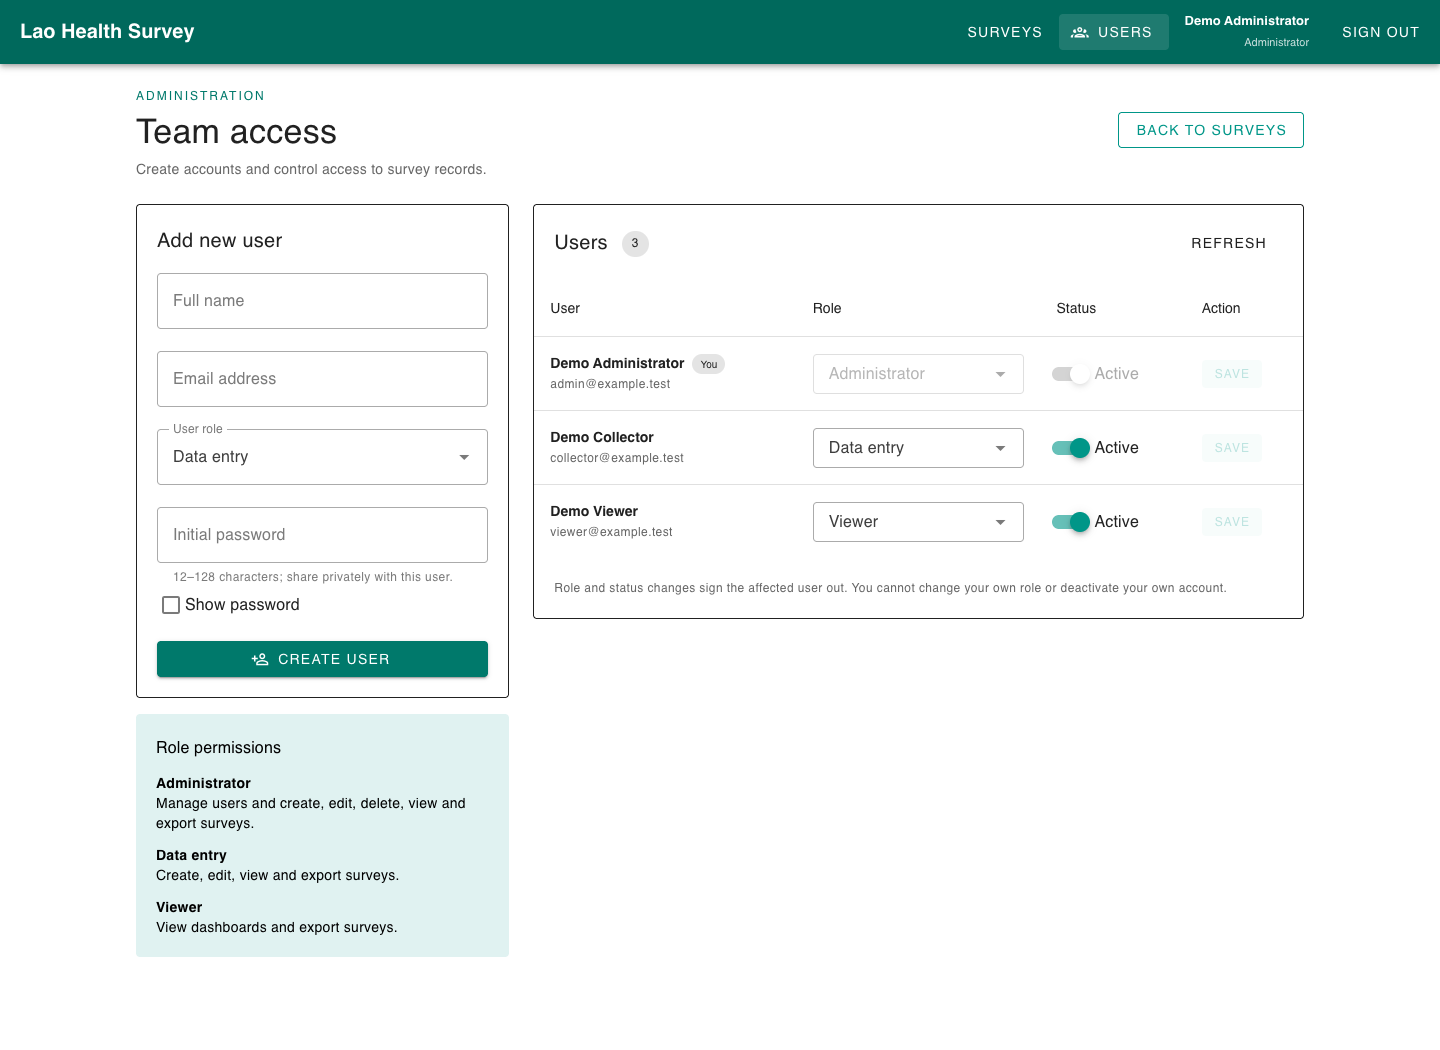 Lao Health Survey
SURVEYS
USERS
Demo Administrator
Administrator
SIGN OUT
ADMINISTRATION
Team access
Create accounts and control access to survey records.
BACK TO SURVEYS
Add new user
Full name
Email address
User role
Data entry
Initial password
12–128 characters; share privately with this user.
Show password
CREATE USER
Role permissions
Administrator
Manage users and create, edit, delete, view and
export surveys.
Data entry
Create, edit, view and export surveys.
Viewer
View dashboards and export surveys.
Users 3
REFRESH
User Role Status Action
Demo Administrator You
admin@example.test
Administrator
Active
SAVE
Demo Collector
collector@example.test
Data entry
Active
SAVE
Demo Viewer
viewer@example.test
Viewer
Active
SAVE
Role and status changes sign the affected user out. You cannot change your own role or deactivate your own account.